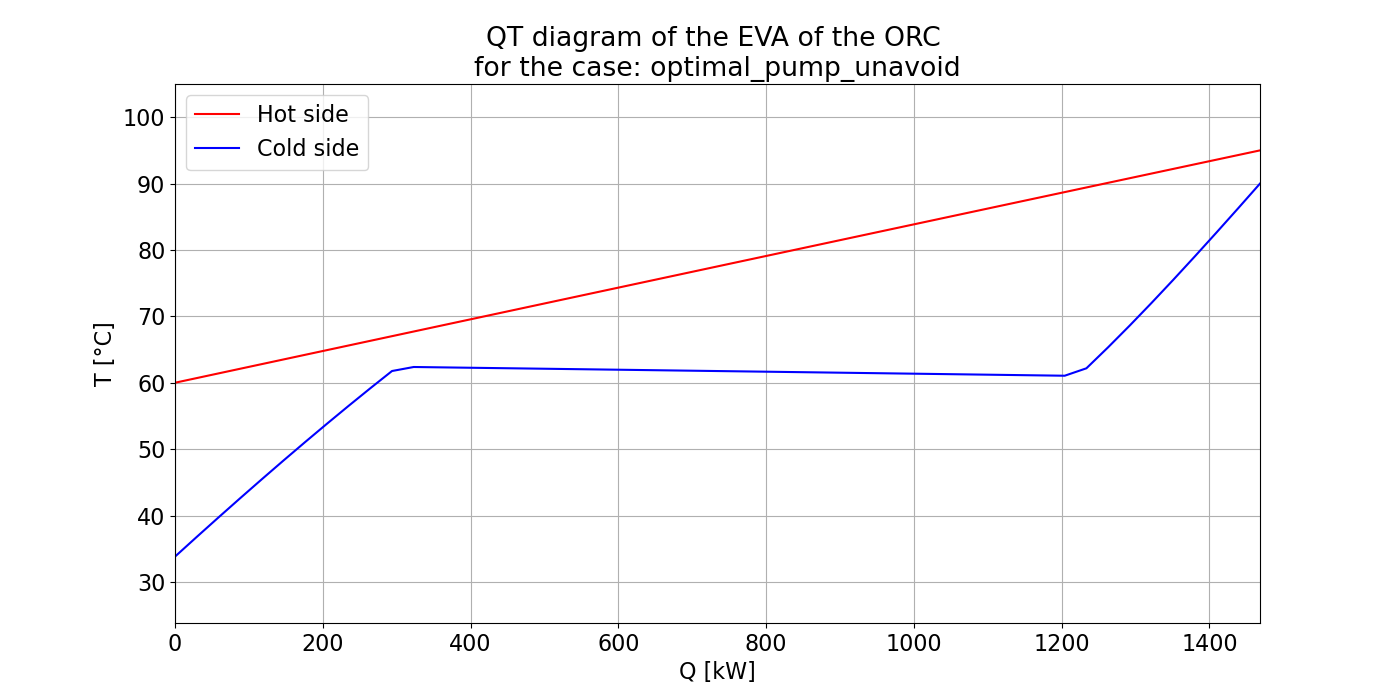 QT diagram of the EVA of the ORC
for the case: optimal_pump_unavoid
Hot side
Cold side
T [°C]
100
90
80
70
60
50
40
30
0 200 400 600 800 1000 1200 1400
Q [kW]